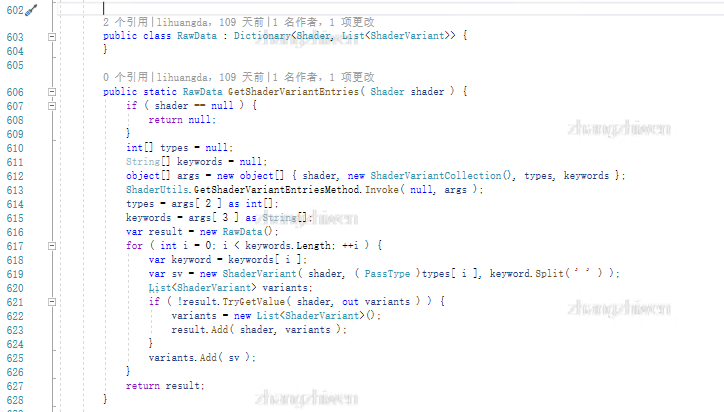 602
2 个引用|lihuangda，109 天前|1 名作者，1 项更改
603 public class RawData : Dictionary<Shader, List<ShaderVariant>> {
604 }
605
0 个引用|lihuangda，109 天前|1 名作者，1 项更改
606 public static RawData GetShaderVariantEntries( Shader shader ) {
607 if ( shader == null ) {
608 return null;
609 }
610 int[] types = null;
611 String[] keywords = null;
612 object[] args = new object[] { shader, new ShaderVariantCollection(), types, keywords };
613 ShaderUtils.GetShaderVariantEntriesMethod.Invoke( null, args );
614 types = args[ 2 ] as int[];
615 keywords = args[ 3 ] as String[];
616 var result = new RawData();
617 for ( int i = 0; i < keywords.Length; ++i ) {
618 var keyword = keywords[ i ];
619 var sv = new ShaderVariant( shader, ( PassType )types[ i ], keyword.Split( ' ' ) );
620 List<ShaderVariant> variants;
621 if ( !result.TryGetValue( shader, out variants ) ) {
622 variants = new List<ShaderVariant>();
623 result.Add( shader, variants );
624 }
625 variants.Add( sv );
626 }
627 return result;
628 }
zhangzhiwen
zhangzhiwen
zhangzhiwen
zhangzhiwen
zhangzhiwen